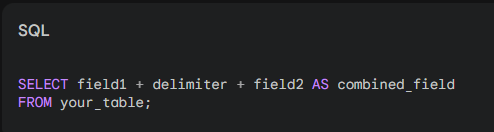 SQL
SELECT field1 + delimiter + field2 AS combined_field
FROM your_table;